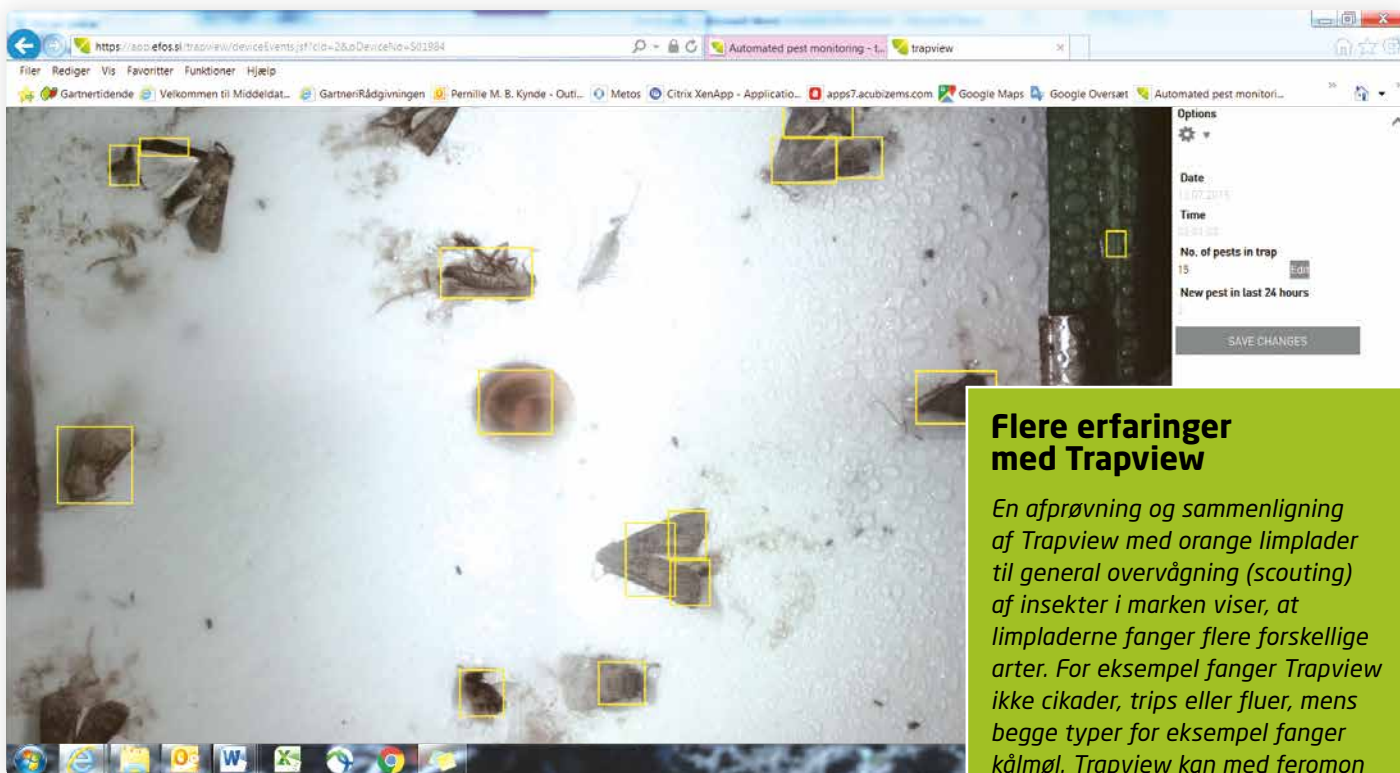 https://app.efos.si/trapview/deviceEvents.jsf?cId=2&pDeviceNo=S01984
Automated pest monitoring - t...
trapview
Filer Rediger Vis Favoritter Funktioner Hjælp
Gartnertidende Velkommen til Middeldat... GartneriRådgivningen Pernille M. B. Kynde - Outl... Metos Citrix XenApp - Applicatio... apps7.acubizems.com Google Maps Google Oversæt Automated pest monitori...
Options
Date
Time
No. of pests in trap
15 Edit
New pest in last 24 hours
SAVE CHANGES
Flere erfaringer
med Trapview
En afprøvning og sammenligning
af Trapview med orange limplader
til general overvågning (scouting)
af insekter i marken viser, at
limpladerne fanger flere forskellige
arter. For eksempel fanger Trapview
ikke cikader, trips eller fluer, mens
begge typer for eksempel fanger
kålmøl. Trapview kan med feromon